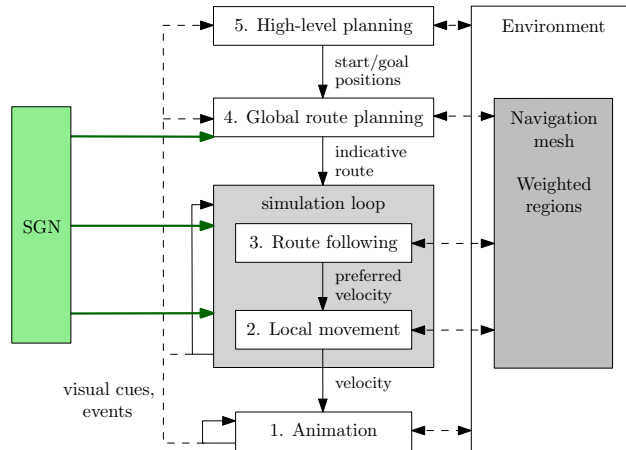 5. High-level planning
Environment
start/goal
positions
4. Global route planning
Navigation
mesh
indicative
route
Weighted
regions
simulation loop
SGN
3. Route following
preferred
velocity
2. Local movement
velocity
visual cues,
events
1. Animation